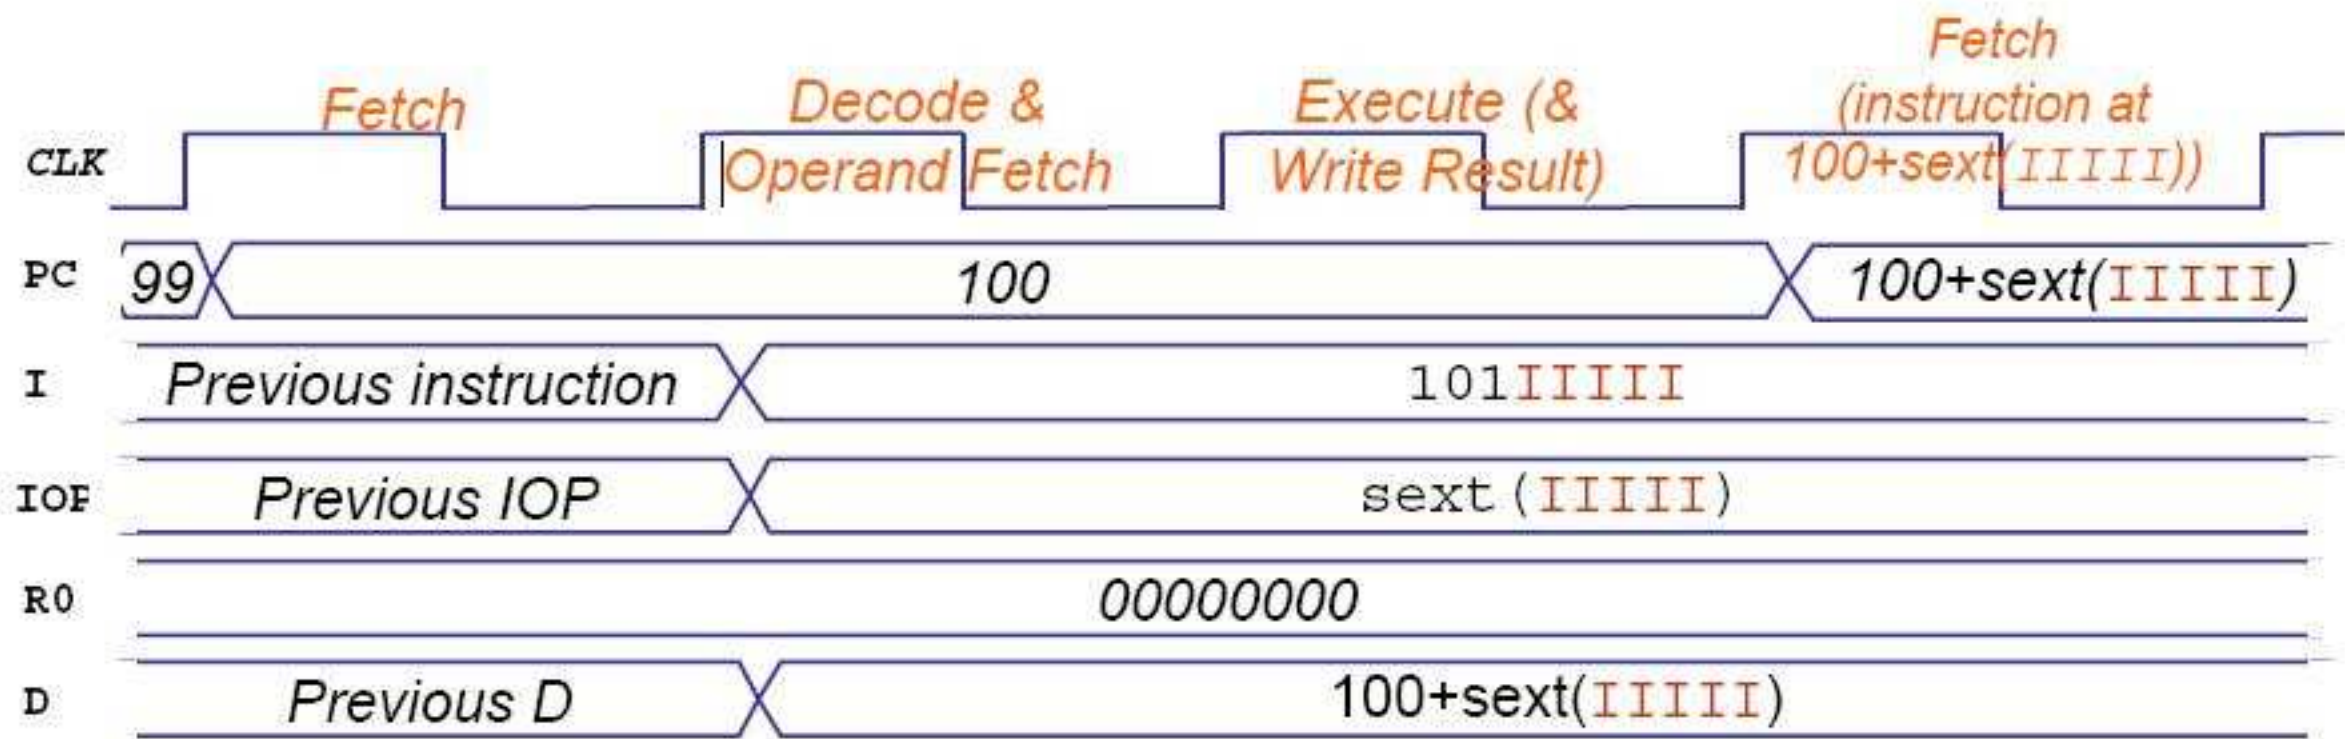 Fetch
Decode &
Operand Fetch
Execute (&
Write Result)
Fetch
(instruction at
100+sext(IIIII))
CLK
PC
99
100
100+sext(IIIII)
I
Previous instruction
101IIIII
IOP
Previous IOP
sext(IIIII)
R0
00000000
D
Previous D
100+sext(IIIII)